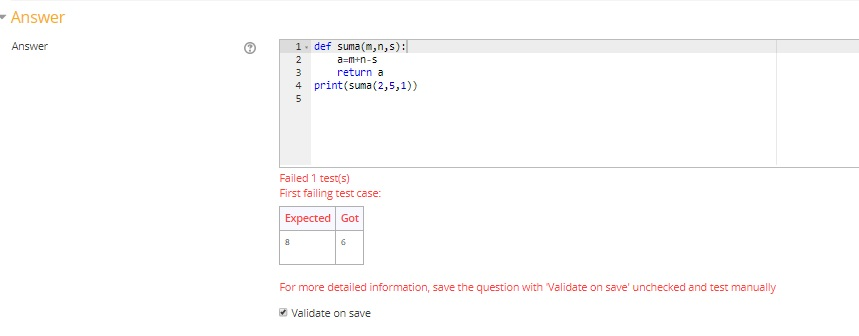 Answer
Answer
1 def suma(m,n,s):
2 a=m+n-s
3 return a
4 print(suma(2,5,1))
5
Failed 1 test(s)
First failing test case:
Expected Got
8 6
For more detailed information, save the question with 'Validate on save' unchecked and test manually
Validate on save